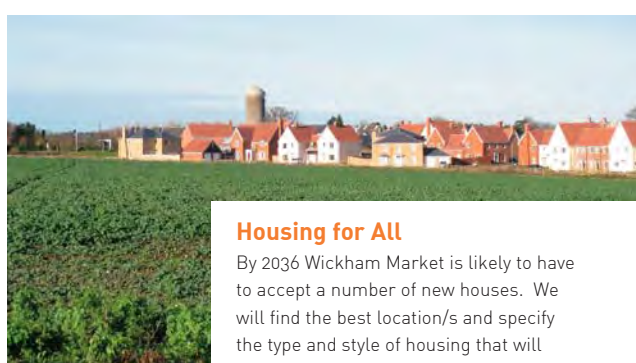 Housing for All
By 2036 Wickham Market is likely to have
to accept a number of new houses.  We
will find the best location/s and specify
the type and style of housing that will